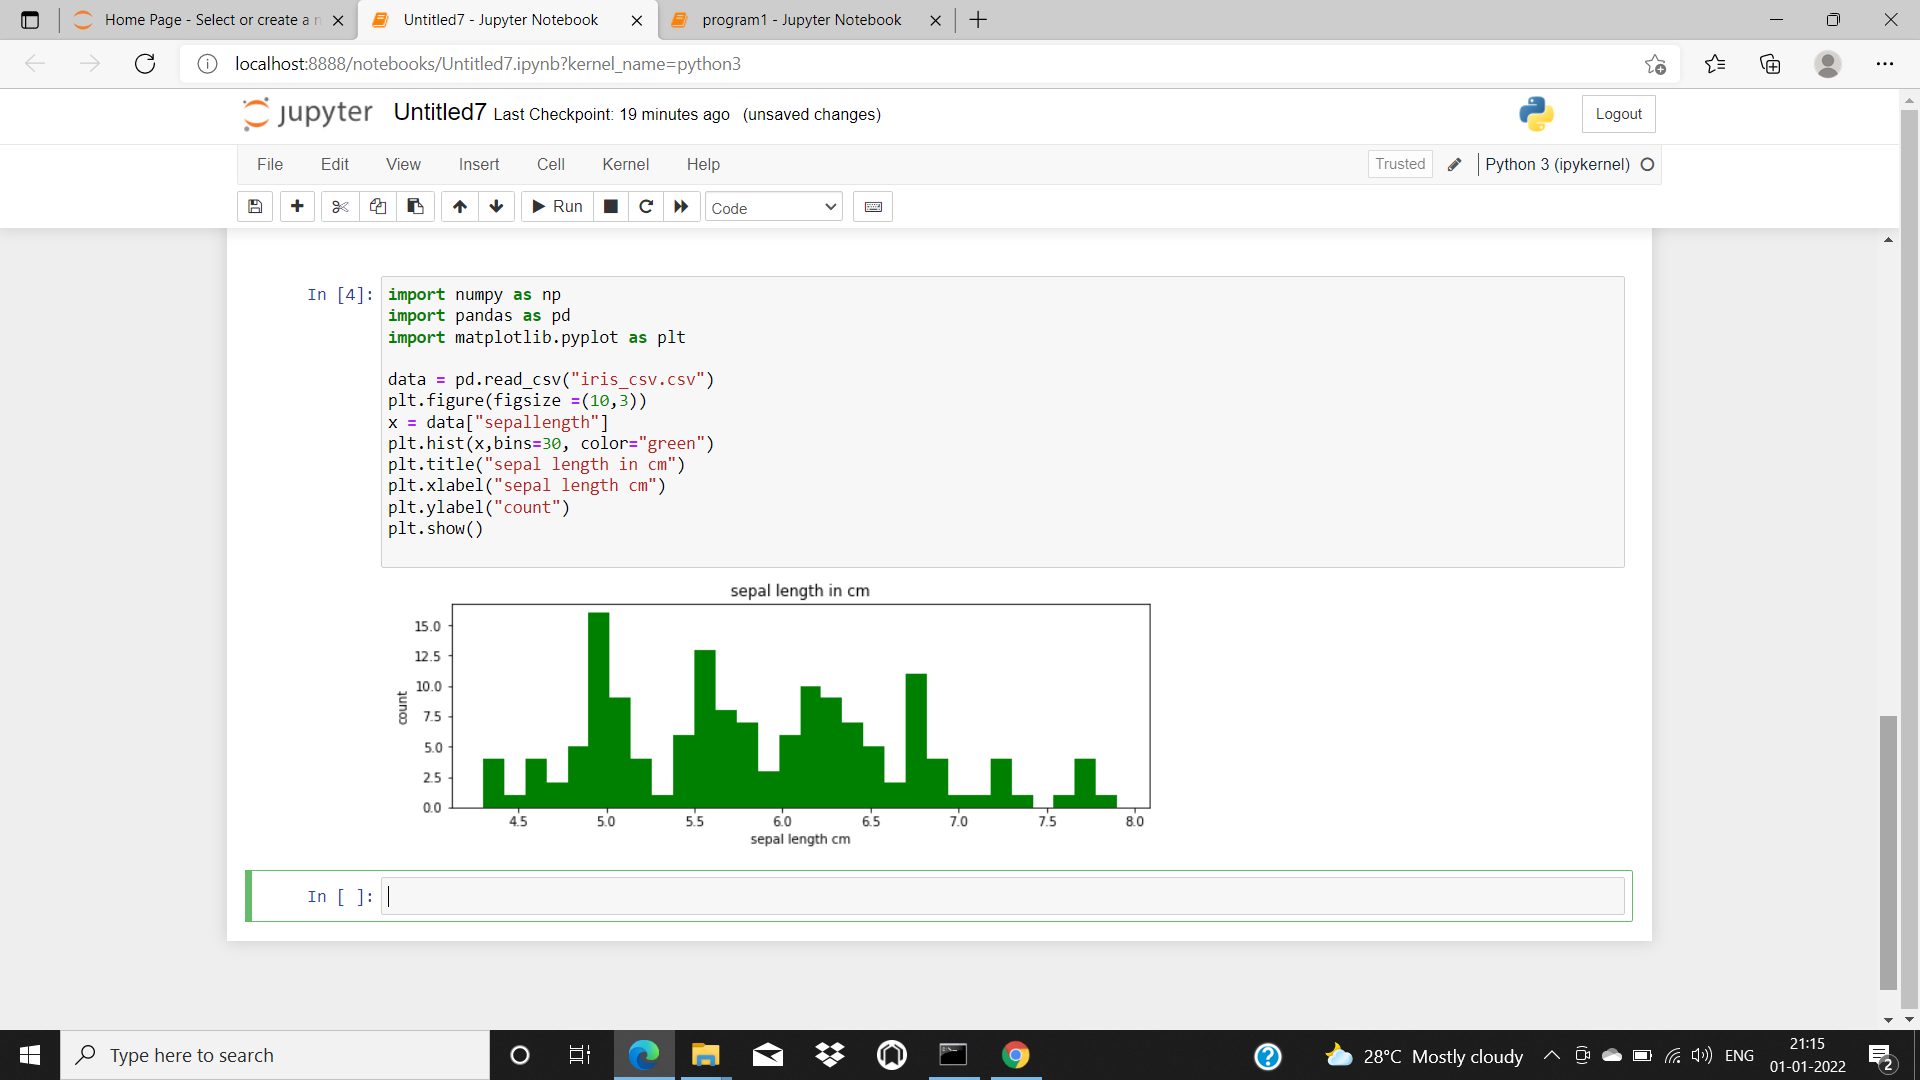 Home Page - Select or create a n
Untitled7 - Jupyter Notebook
program1 - Jupyter Notebook
localhost:8888/notebooks/Untitled7.ipynb?kernel_name=python3
jupyter Untitled7 Last Checkpoint: 19 minutes ago (unsaved changes)
Logout
File Edit View Insert Cell Kernel Help
Trusted Python 3 (ipykernel)
Run Code
In [4]:
import numpy as np
import pandas as pd
import matplotlib.pyplot as plt
data = pd.read_csv("iris_csv.csv")
plt.figure(figsize =(10,3))
x = data["sepallength"]
plt.hist(x,bins=30, color="green")
plt.title("sepal length in cm")
plt.xlabel("sepal length cm")
plt.ylabel("count")
plt.show()
sepal length in cm
15.0
12.5
10.0
7.5
5.0
2.5
0.0
count
4.5 5.0 5.5 6.0 6.5 7.0 7.5 8.0
sepal length cm
In [ ]:
Type here to search
28°C Mostly cloudy
ENG
21:15
01-01-2022
2